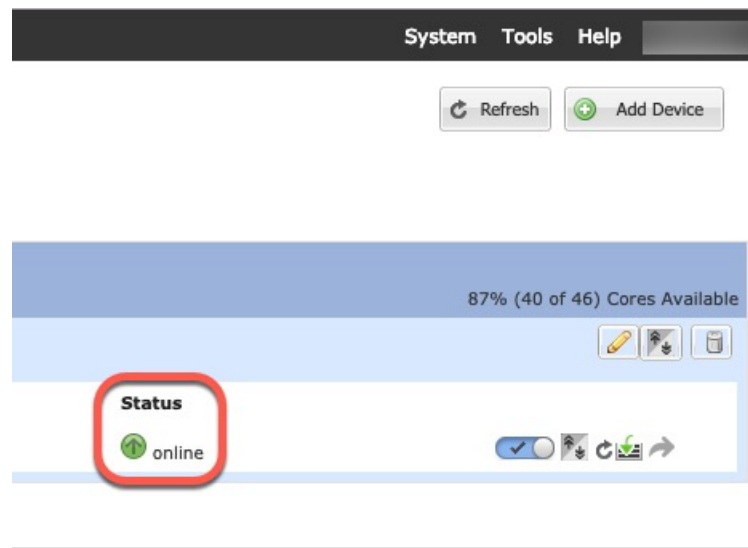 System Tools Help
Refresh Add Device
87% (40 of 46) Cores Available
Status
online